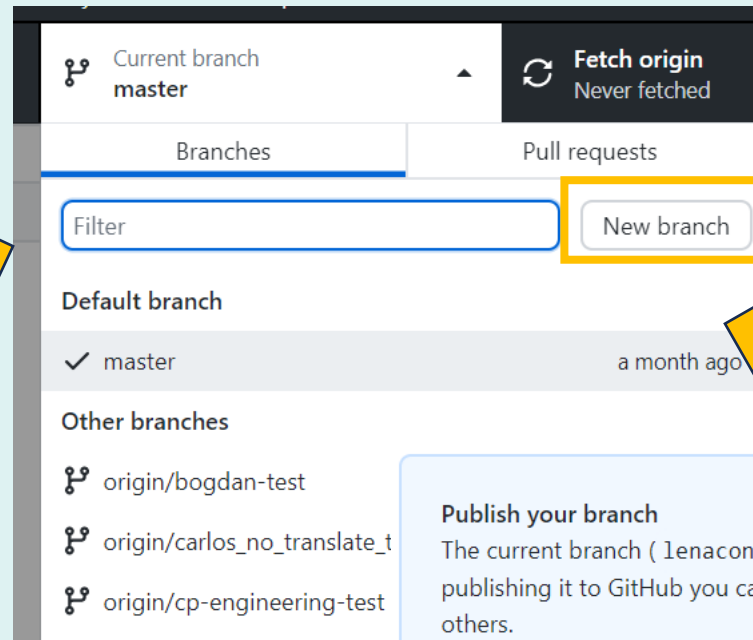 Current branch
master
Fetch origin
Never fetched
Branches
Pull requests
Filter
New branch
Default branch
master
a month ago
Other branches
origin/bogdan-test
origin/carlos_no_translate_t
origin/cp-engineering-test
Publish your branch
The current branch ( lenacon
publishing it to GitHub you ca
others.